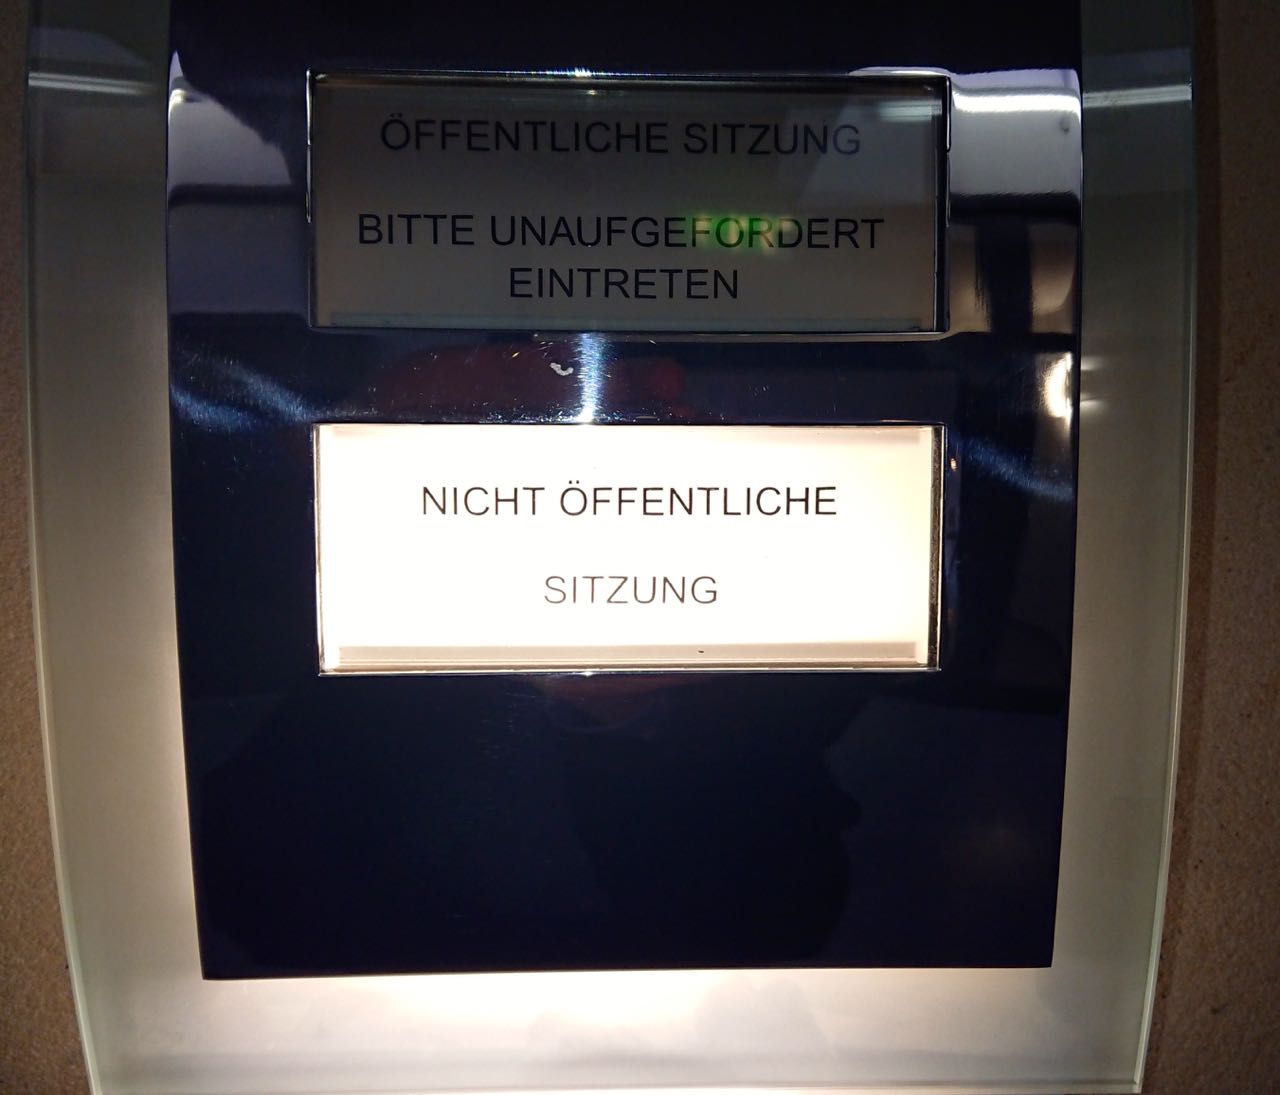 ÖFFENTLICHE SITZUNG
BITTE UNAUFGEFORDERT
EINTRETEN
NICHT ÖFFENTLICHE
SITZUNG